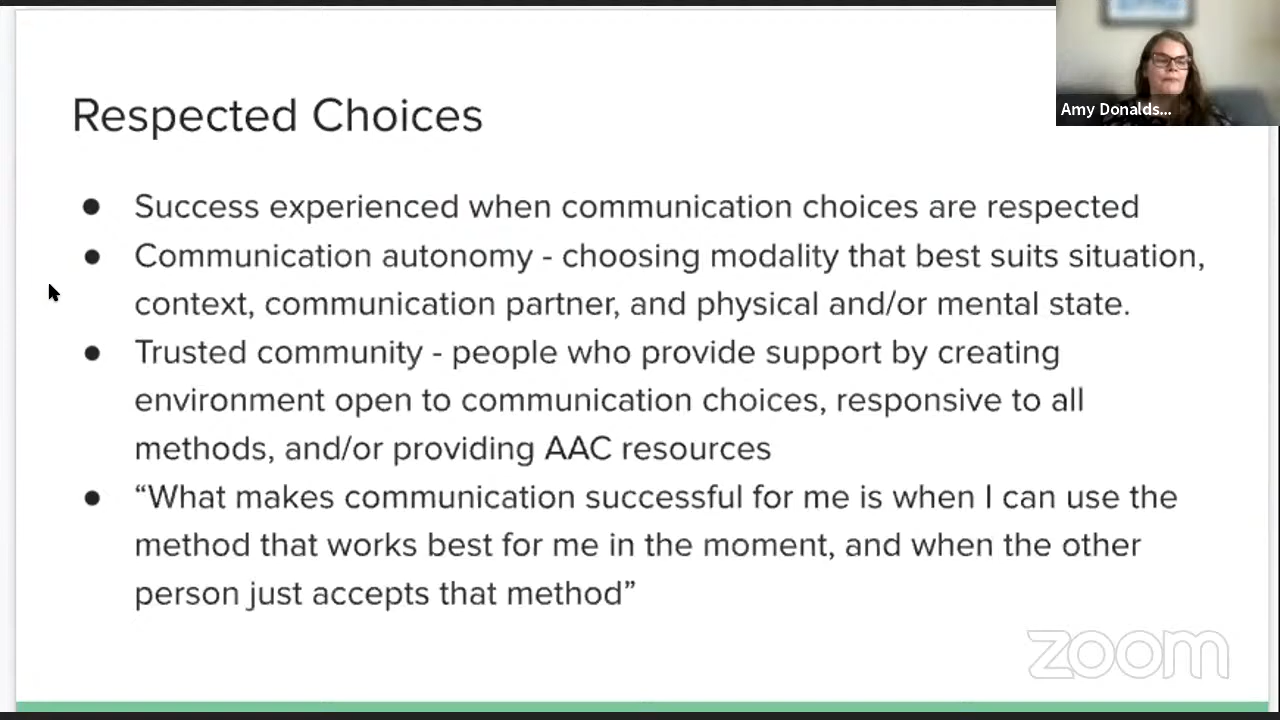 Respected Choices
● Success experienced when communication choices are respected
● Communication autonomy - choosing modality that best suits situation,
context, communication partner, and physical and/or mental state.
● Trusted community - people who provide support by creating
environment open to communication choices, responsive to all
methods, and/or providing AAC resources
● “What makes communication successful for me is when I can use the
method that works best for me in the moment, and when the other
person just accepts that method”
Amy Donalds...
zoom